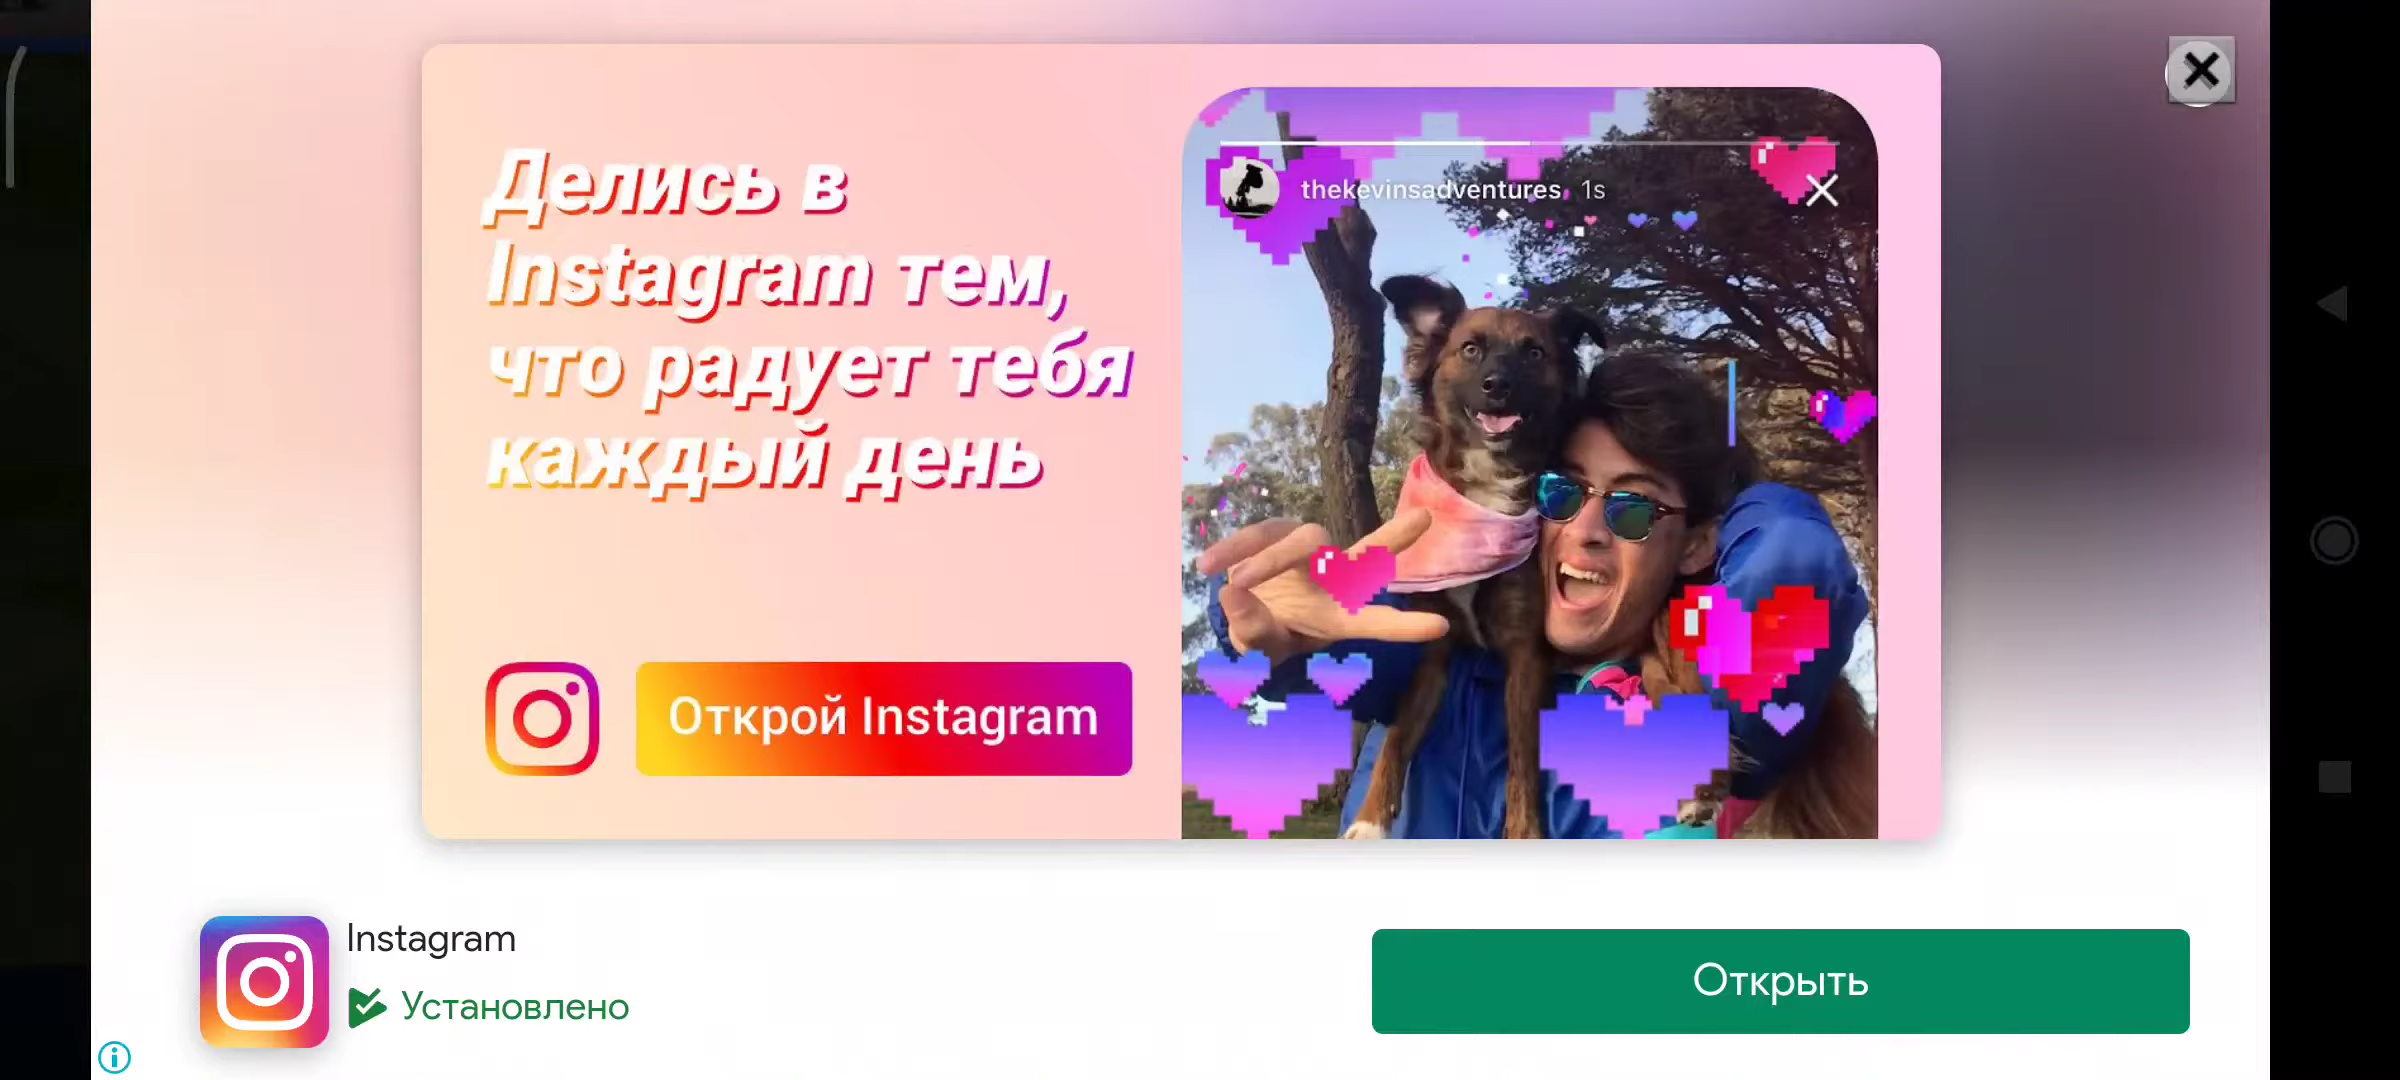 Делись в
Instagram тем,
что радует тебя
каждый день
Открой Instagram
thekevinsadventures 1s
Instagram
Установлено
Открыть